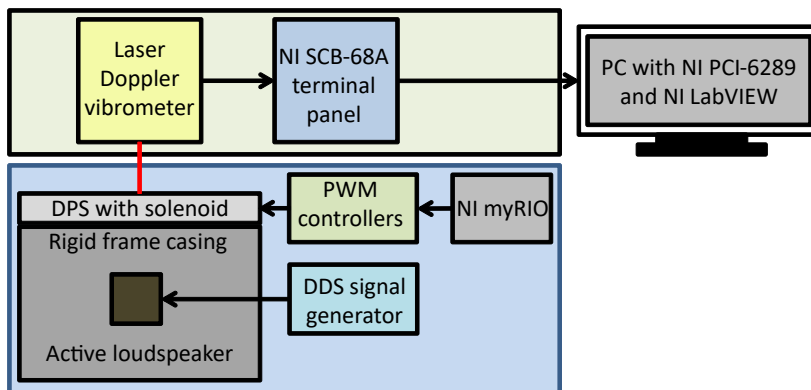 Laser
Doppler
vibrometer
NI SCB-68A
terminal
panel
PC with NI PCI-6289
and NI LabVIEW
DPS with solenoid
PWM
controllers
NI myRIO
Rigid frame casing
DDS signal
generator
Active loudspeaker